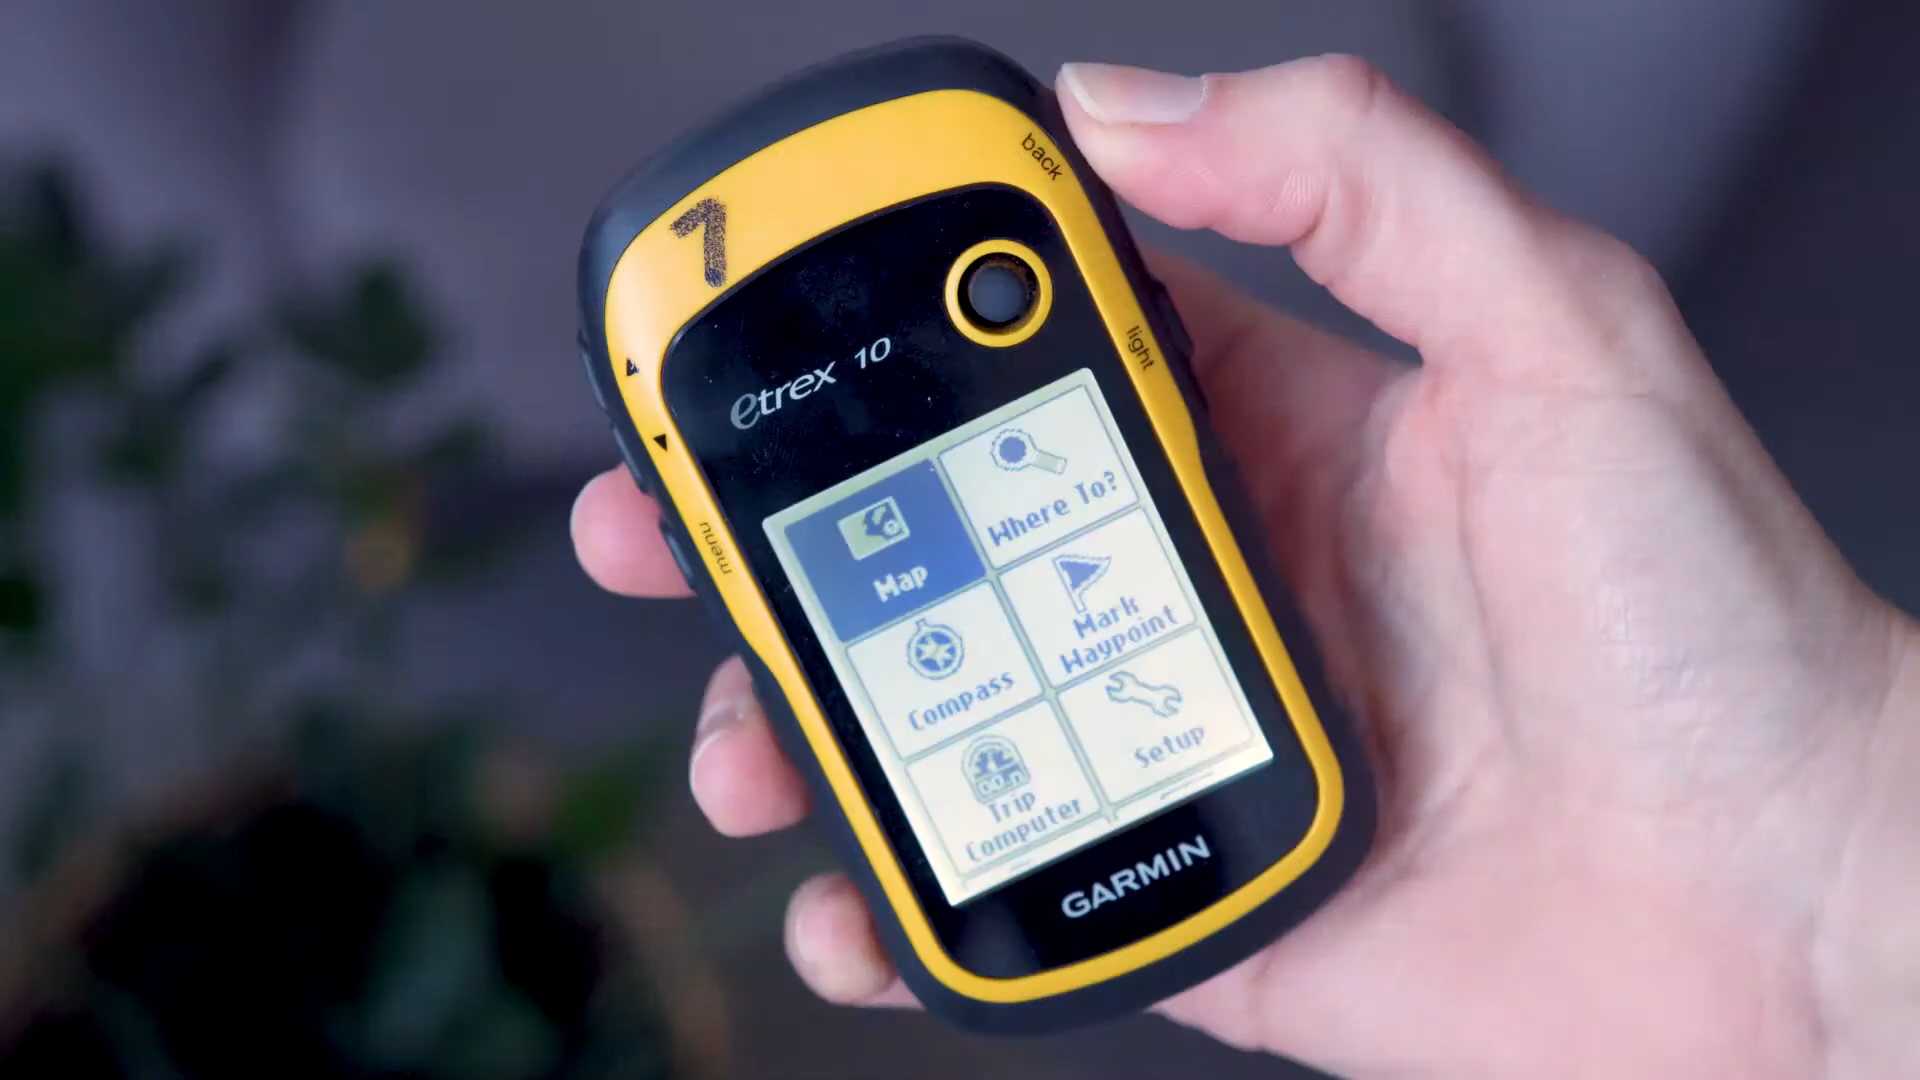 back
7
light
etrex 10
menu
Map
Where To?
Compass
Mark
Waypoint
Trip
Computer
Setup
GARMIN